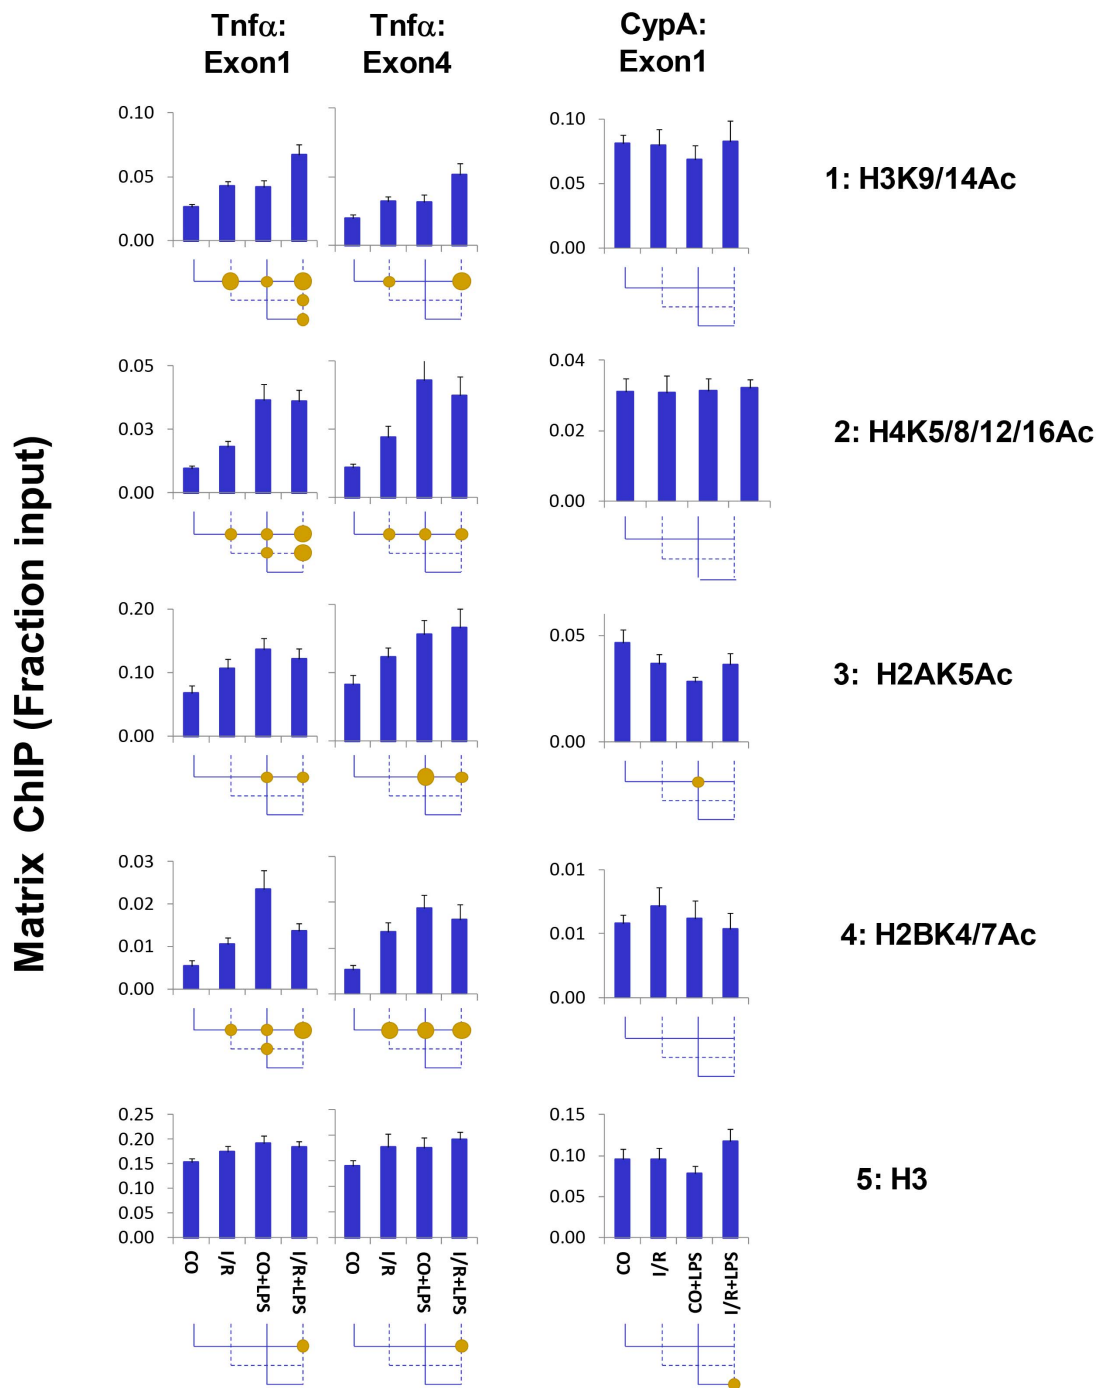 Tnfα:
Exon1
Tnfα:
Exon4
CypA:
Exon1
Matrix ChIP (Fraction input)
0.10
0.05
0.00
0.10
0.05
0.00
1: H3K9/14Ac
0.05
0.03
0.00
0.04
0.02
0.00
2: H4K5/8/12/16Ac
0.20
0.10
0.00
0.05
0.00
3: H2AK5Ac
0.03
0.02
0.01
0.00
0.01
0.01
0.00
4: H2BK4/7Ac
0.25
0.20
0.15
0.10
0.05
0.00
0.15
0.10
0.05
0.00
5: H3
CO
I/R
CO+LPS
I/R+LPS
CO
I/R
CO+LPS
I/R+LPS
CO
I/R
CO+LPS
I/R+LPS